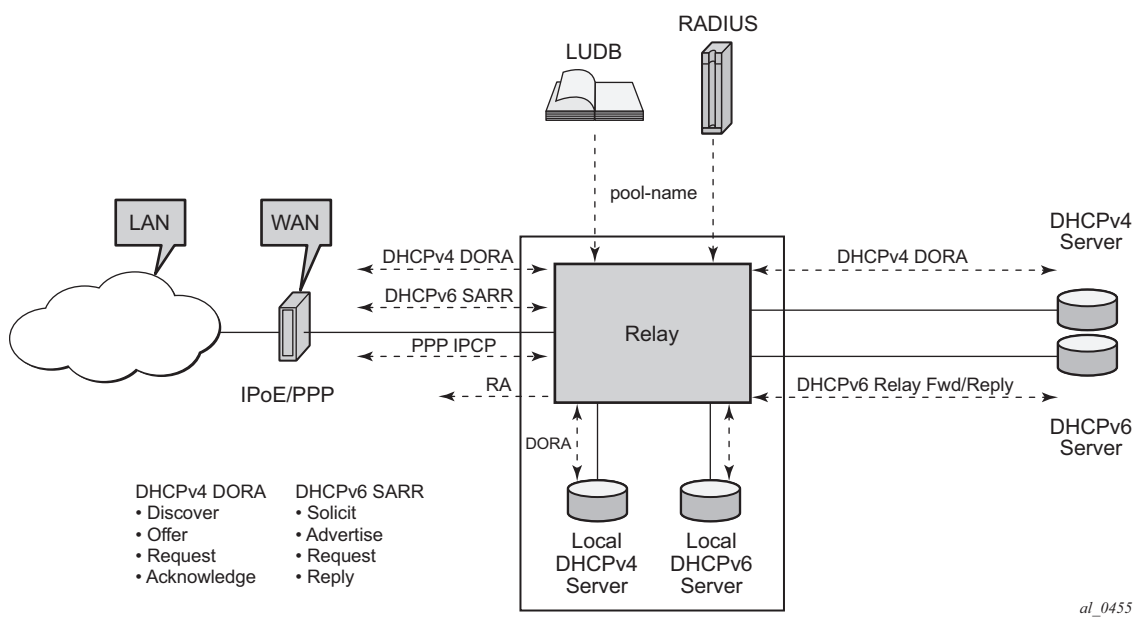 RADIUS
LUDB
pool-name
LAN
WAN
DHCPv4
Server
DHCPv4 DORA
DHCPv4 DORA
DHCPv6 SARR
Relay
PPP IPCP
RA
DHCPv6 Relay Fwd/Reply
IPoE/PPP
DHCPv6
Server
DORA
DHCPv4 DORA
• Discover
• Offer
• Request
• Acknowledge
DHCPv6 SARR
• Solicit
• Advertise
• Request
• Reply
Local
DHCPv4
Server
Local
DHCPv6
Server
al_0455